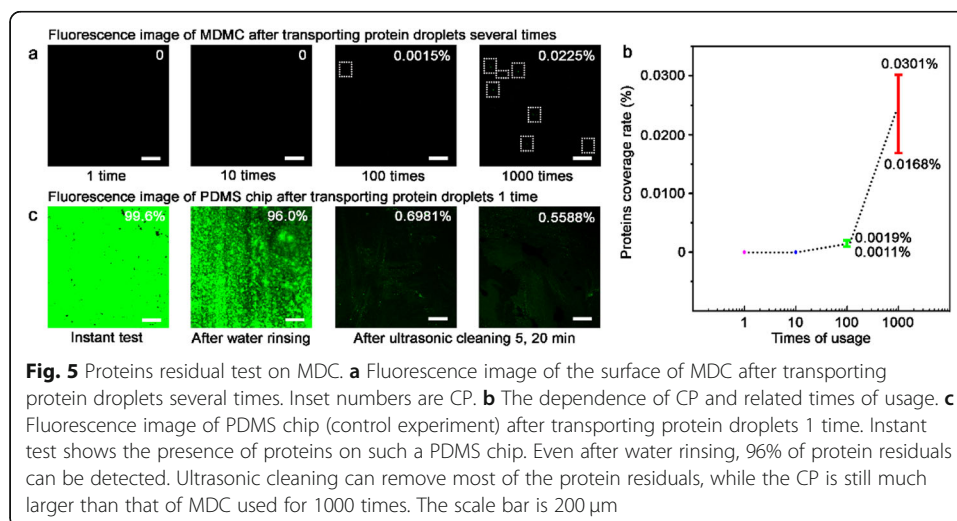 Fluorescence image of MDMC after transporting protein droplets several times
a
0
0
0.0015%
0.0225%
1 time
10 times
100 times
1000 times
Fluorescence image of PDMS chip after transporting protein droplets 1 time
c
99.6%
96.0%
0.6981%
0.5588%
Instant test
After water rinsing
After ultrasonic cleaning 5, 20 min
b
Proteins coverage rate (%)
0.0300
0.0200
0.0100
0
0.0301%
0.0168%
0.0019%
0.0011%
1
10
100
1000
Times of usage
Fig. 5 Proteins residual test on MDC. a Fluorescence image of the surface of MDC after transporting
protein droplets several times. Inset numbers are CP. b The dependence of CP and related times of usage. c
Fluorescence image of PDMS chip (control experiment) after transporting protein droplets 1 time. Instant
test shows the presence of proteins on such a PDMS chip. Even after water rinsing, 96% of protein residuals
can be detected. Ultrasonic cleaning can remove most of the protein residuals, while the CP is still much
larger than that of MDC used for 1000 times. The scale bar is 200 μm